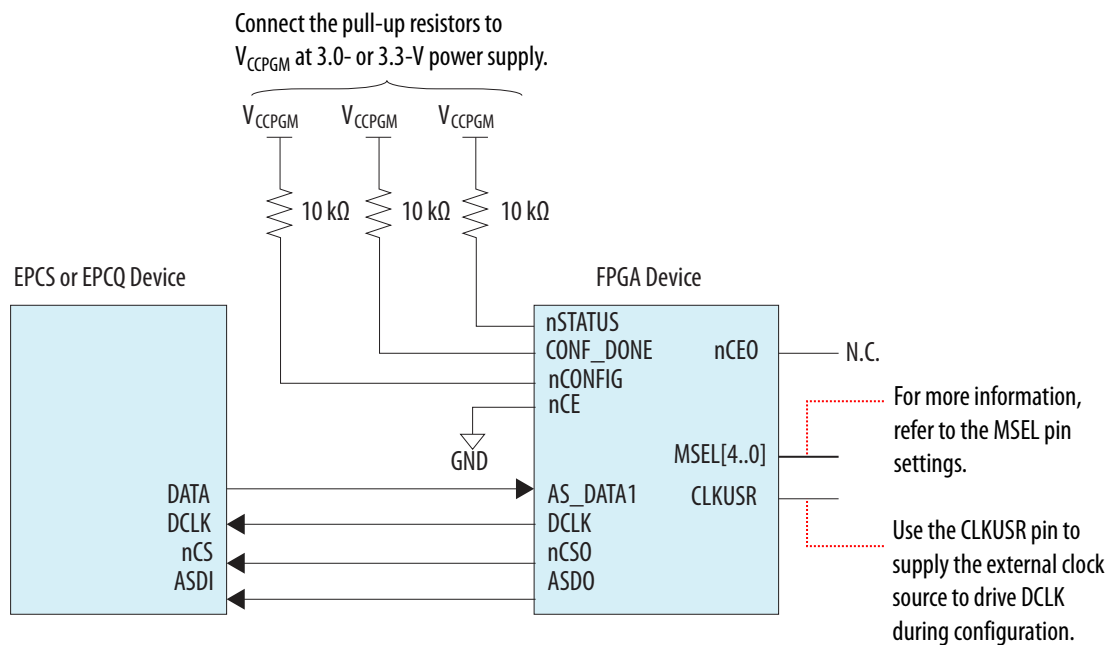 Connect the pull-up resistors to
VCCPGM at 3.0- or 3.3-V power supply.
VCCPGM VCCPGM VCCPGM
10 kΩ 10 kΩ 10 kΩ
EPCS or EPCQ Device
FPGA Device
nSTATUS
CONF_DONE
nCONFIG
nCE
nCEO
N.C.
GND
For more information,
refer to the MSEL pin
settings.
MSEL[4..0]
CLKUSR
DATA
DCLK
nCS
ASDI
AS_DATA1
DCLK
nCSO
ASDO
Use the CLKUSR pin to
supply the external clock
source to drive DCLK
during configuration.